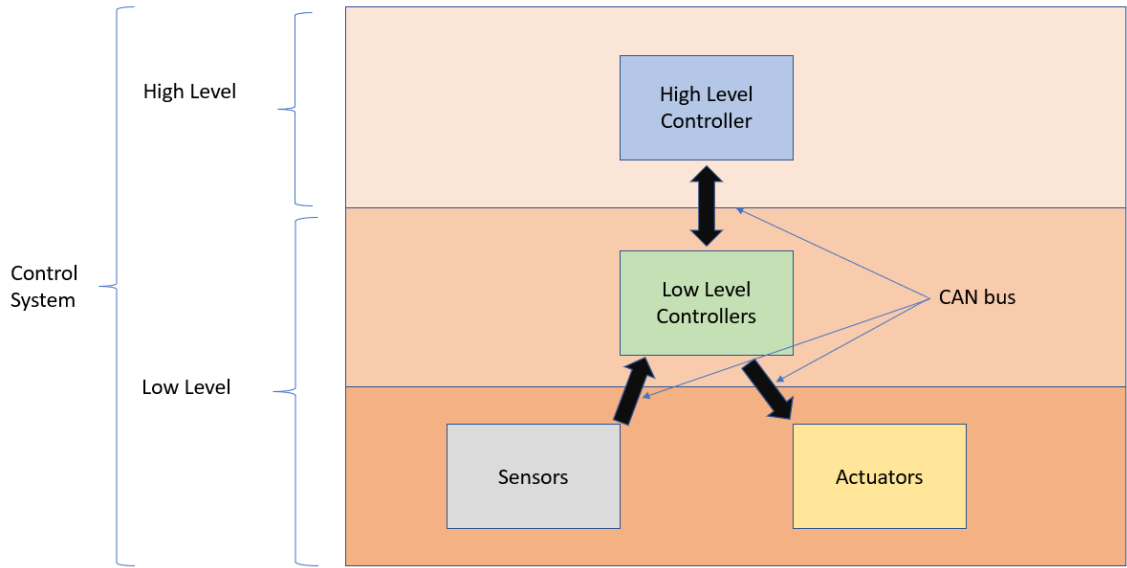 High Level
High Level
Controller
Control
System
Low Level
Controllers
CAN bus
Low Level
Sensors
Actuators